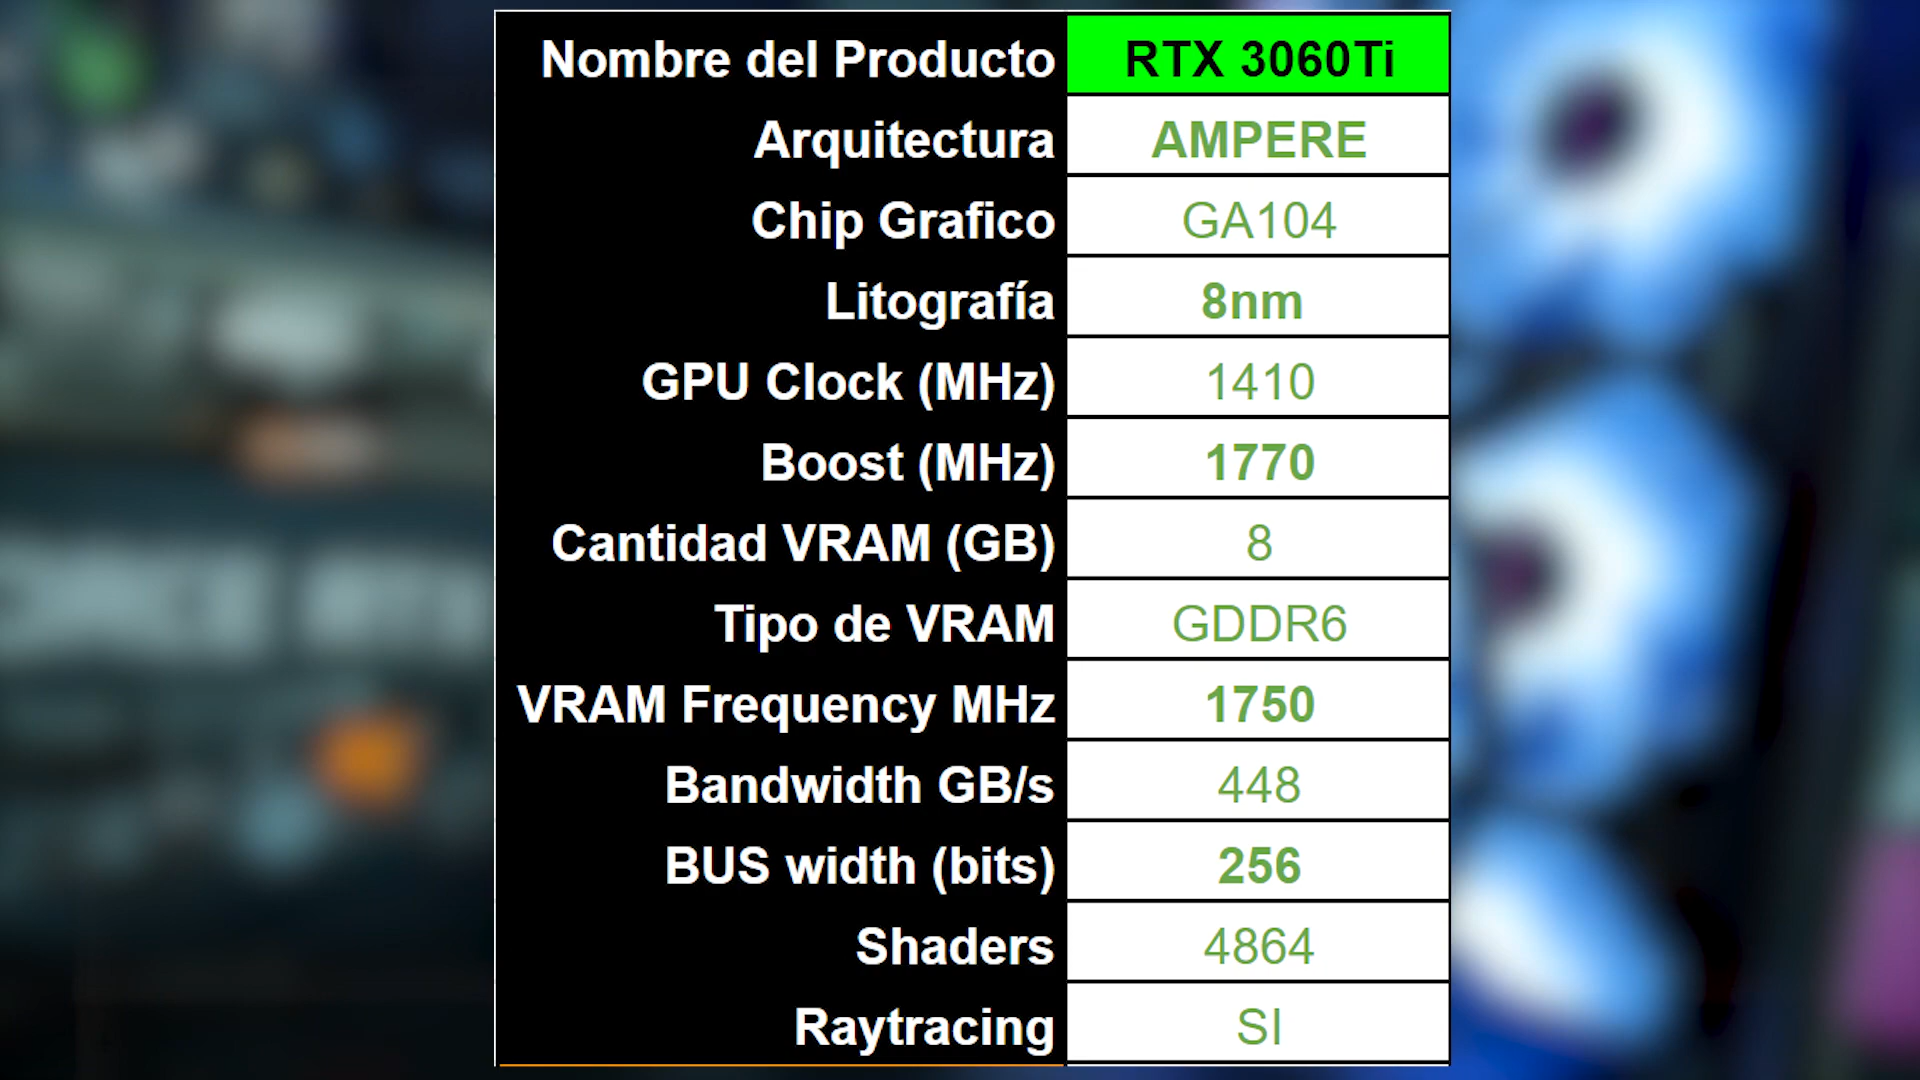 Nombre del Producto RTX 3060Ti
Arquitectura AMPERE
Chip Grafico GA104
Litografía 8nm
GPU Clock (MHz) 1410
Boost (MHz) 1770
Cantidad VRAM (GB) 8
Tipo de VRAM GDDR6
VRAM Frequency MHz 1750
Bandwidth GB/s 448
BUS width (bits) 256
Shaders 4864
Raytracing SI